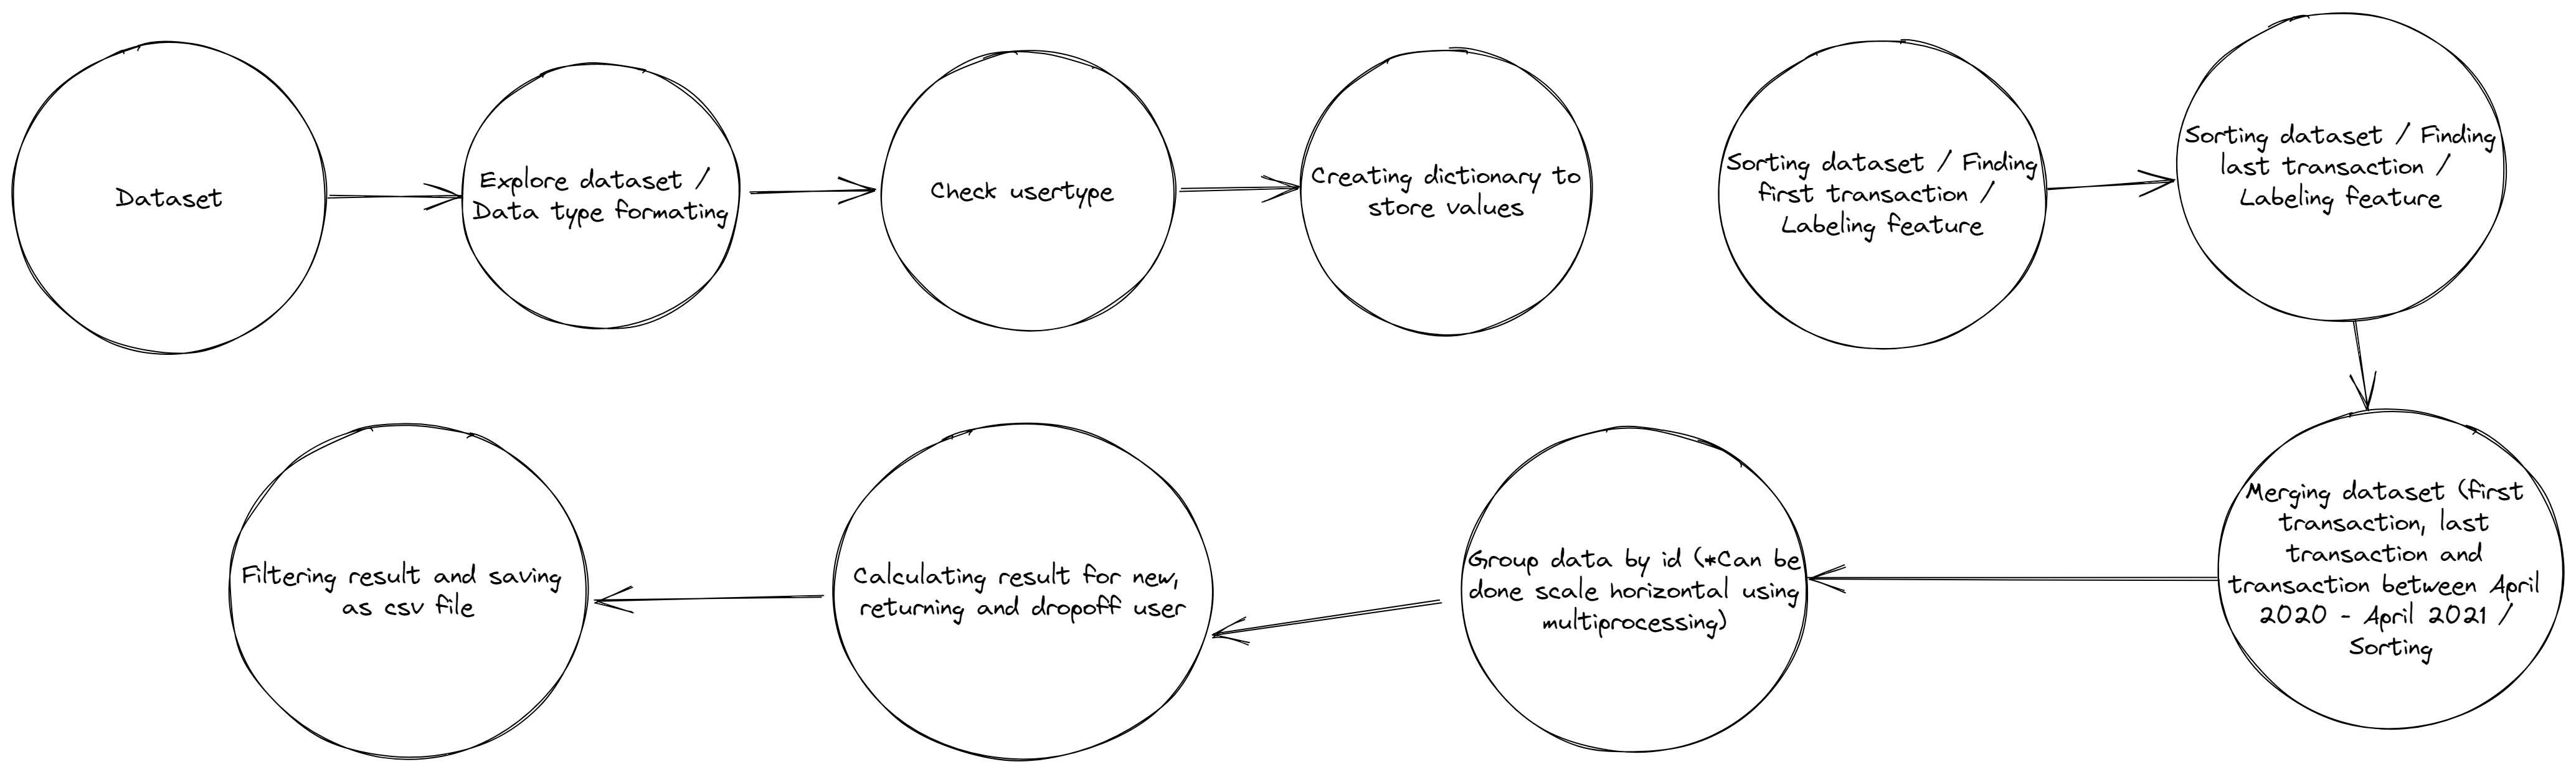 Dataset
Explore dataset /
Data type formating
Check usertype
Creating dictionary to
store values
Sorting dataset / Finding
first transaction /
Labeling feature
Sorting dataset / Finding
last transaction /
Labeling feature
Merging dataset (first
transaction, last
transaction and
transaction between April
2020 - April 2021 /
Sorting
Group data by id (*Can be
done scale horizontal using
multiprocessing)
Calculating result for new,
returning and dropoff user
Filtering result and saving
as csv file